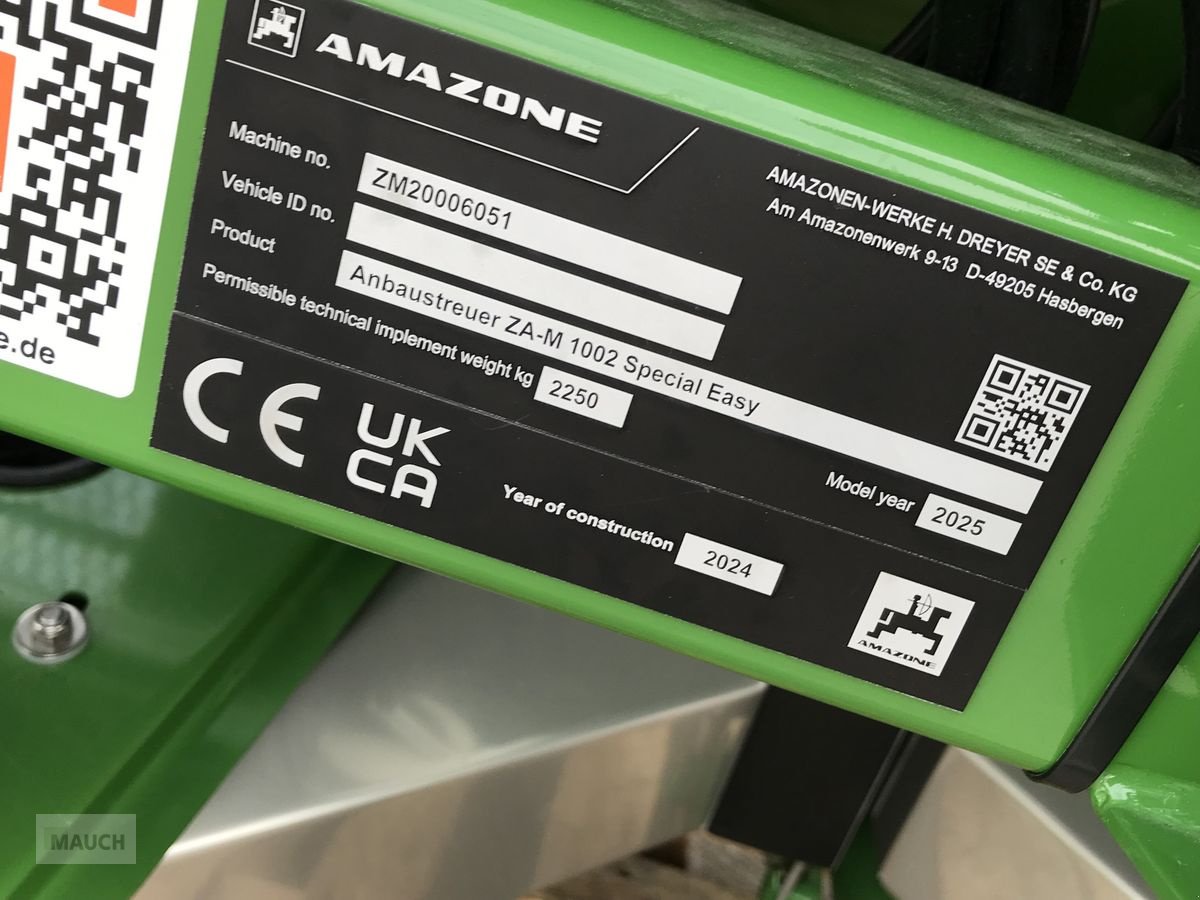 AMAZONE
AMAZONEN-WERKE H. DREYER SE & Co. KG
Am Amazonenwerk 9-13 D-49205 Hasbergen
Machine no. ZM20006051
Vehicle ID no.
Product Anbaustreuer ZA-M 1002 Special Easy
Permissible technical implement weight kg 2250
Model year 2025
CE UK
CA
Year of construction 2024
AMAZONE
e.de
MAUCH